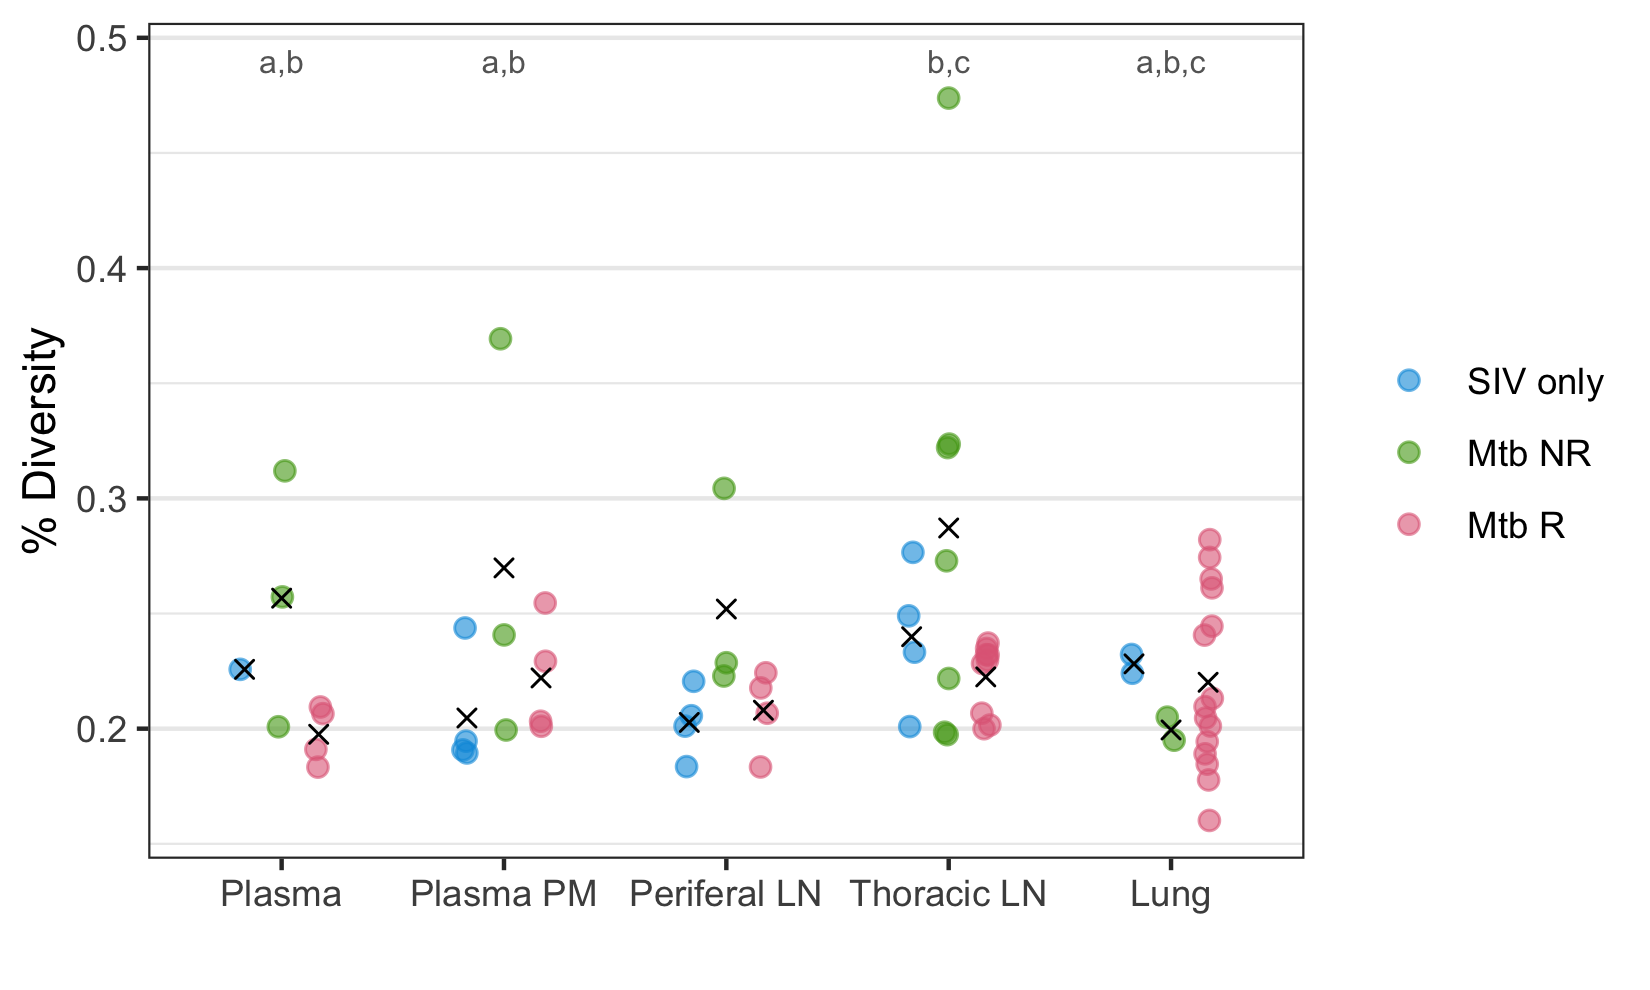 0.5
a,b
a,b
b,c
a,b,c
0.4
0.3
0.2
% Diversity
SIV only
Mtb NR
Mtb R
Plasma
Plasma PM
Periferal LN
Thoracic LN
Lung